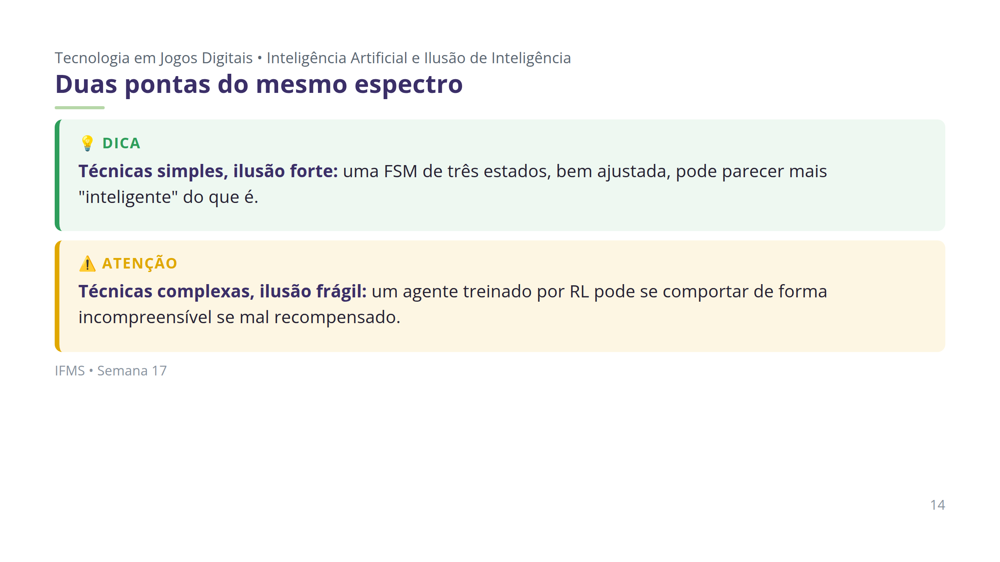 Tecnologia em Jogos Digitais • Inteligência Artificial e Ilusão de Inteligência
Duas pontas do mesmo espectro
💡 DICA
Técnicas simples, ilusão forte: uma FSM de três estados, bem ajustada, pode parecer mais
"inteligente" do que é.
⚠️ ATENÇÃO
Técnicas complexas, ilusão frágil: um agente treinado por RL pode se comportar de forma
incompreensível se mal recompensado.
IFMS • Semana 17
14